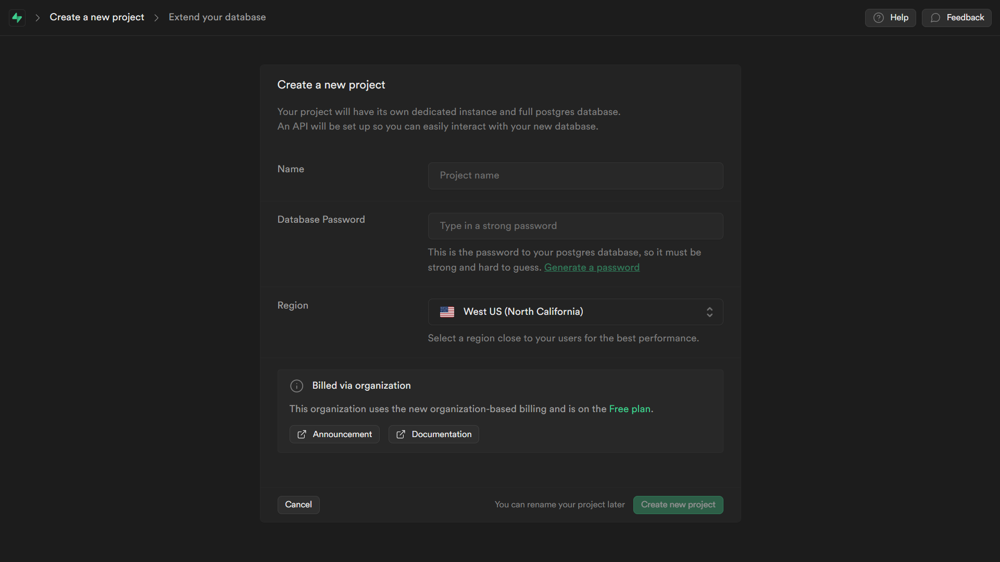 Create a new project
Extend your database
Help
Feedback
Create a new project
Your project will have its own dedicated instance and full postgres database.
An API will be set up so you can easily interact with your new database.
Name
Project name
Database Password
Type in a strong password
This is the password to your postgres database, so it must be
strong and hard to guess. Generate a password
Region
West US (North California)
Select a region close to your users for the best performance.
Billed via organization
This organization uses the new organization-based billing and is on the Free plan.
Announcement
Documentation
Cancel
You can rename your project later
Create new project